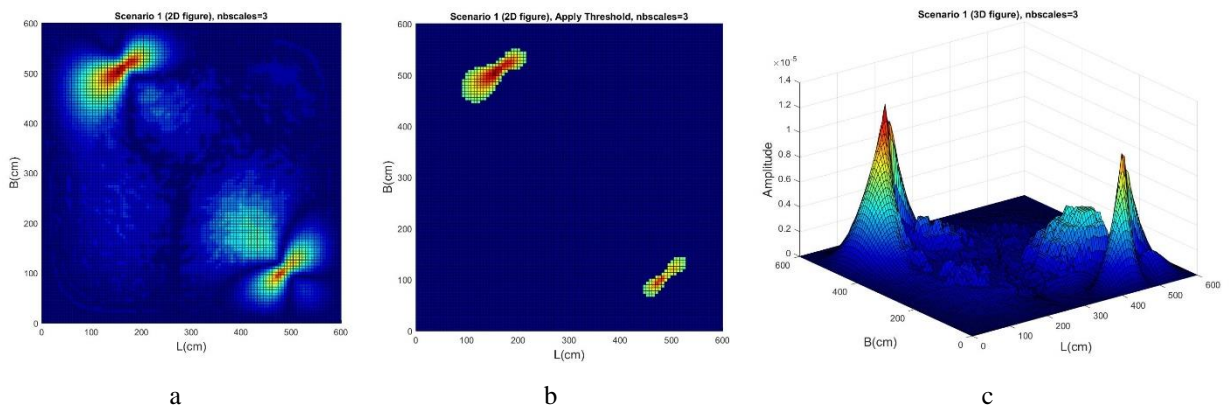 Scenario 1 (2D figure), nbscales=3
600
500
400
300
200
100
0
B(cm)
0 100 200 300 400 500 600
L(cm)
a
Scenario 1 (2D figure), Apply Threshold, nbscales=3
600
500
400
300
200
100
0
B(cm)
0 100 200 300 400 500 600
L(cm)
b
Scenario 1 (3D figure), nbscales=3
×10-5
1.4
1.2
1
0.8
0.6
0.4
0.2
0
Amplitude
600
400
200
0
B(cm)
0
100
200
300
400
500
600
L(cm)
c